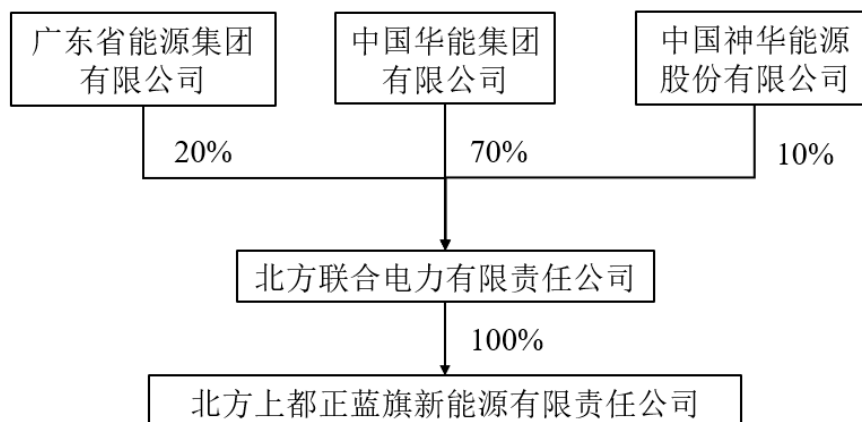 广东省能源集团
有限公司
中国华能集团
有限公司
中国神华能源
股份有限公司
20%
70%
10%
北方联合电力有限责任公司
100%
北方上都正蓝旗新能源有限责任公司